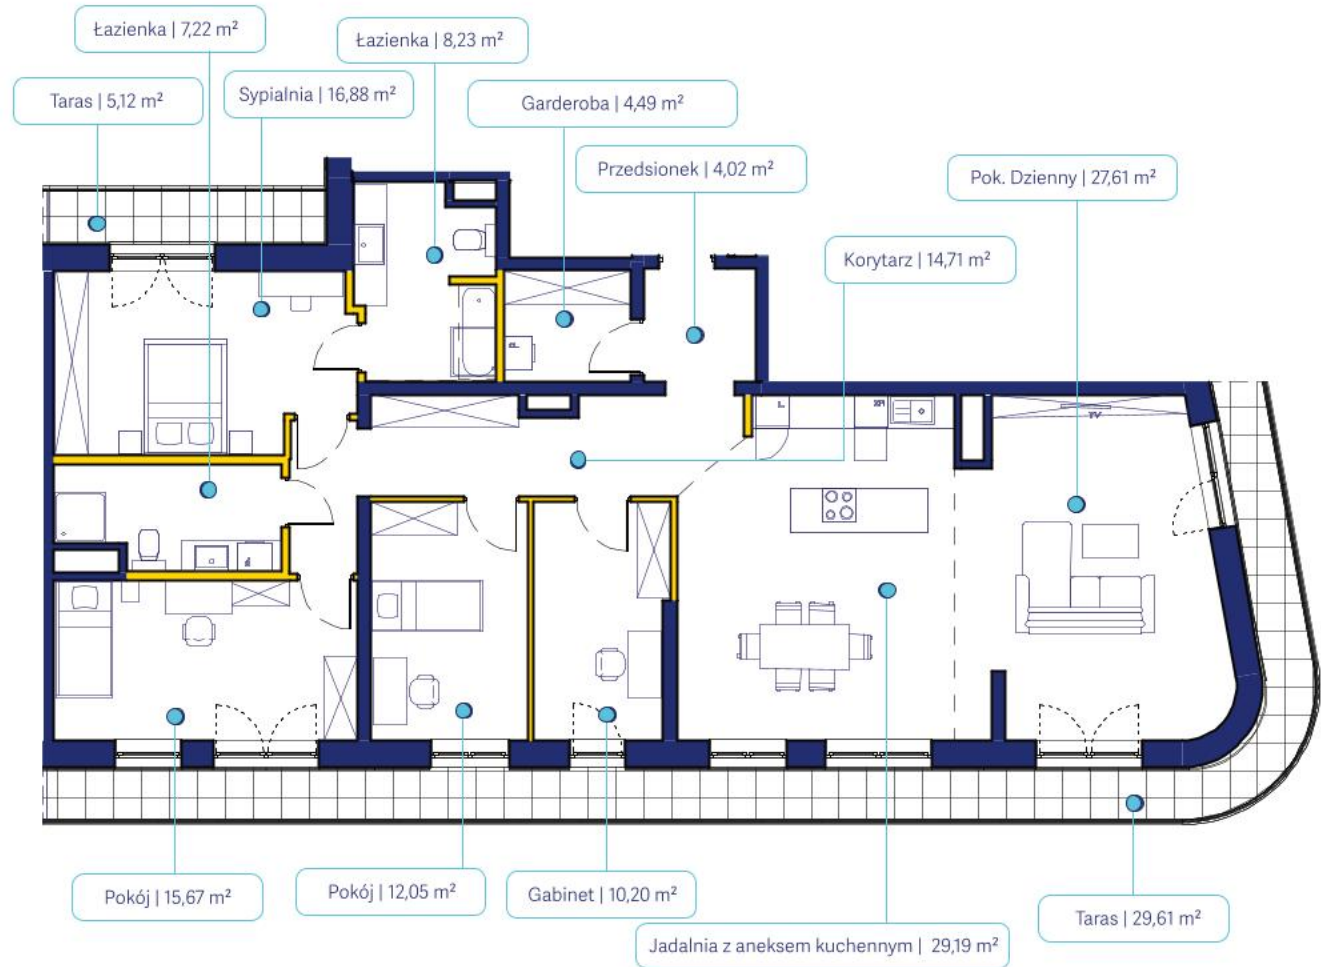 Łazienka | 7,22 m²
Łazienka | 8,23 m²
Taras | 5,12 m²
Sypialnia | 16,88 m²
Garderoba | 4,49 m²
Przedsionek | 4,02 m²
Pok. Dzienny | 27,61 m²
Korytarz | 14,71 m²
TV
Pokój | 15,67 m²
Pokój | 12,05 m²
Gabinet | 10,20 m²
Taras | 29,61 m²
Jadalnia z aneksem kuchennym | 29,19 m²